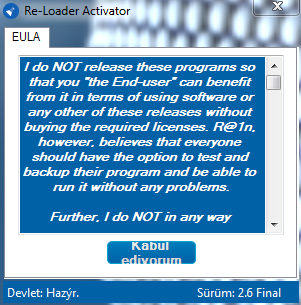 Re-Loader Activator
EULA
I do NOT release these programs so
that you "the End-user" can benefit
from it in terms of using software or
any other of these releases without
buying the required licenses. R@1n,
however, believes that everyone
should have the option to test and
backup their program and be able to
run it without any problems.
Further, I do NOT in any way
Kabul
ediyorum
Devlet: Hazýr.
Sürüm: 2.6 Final